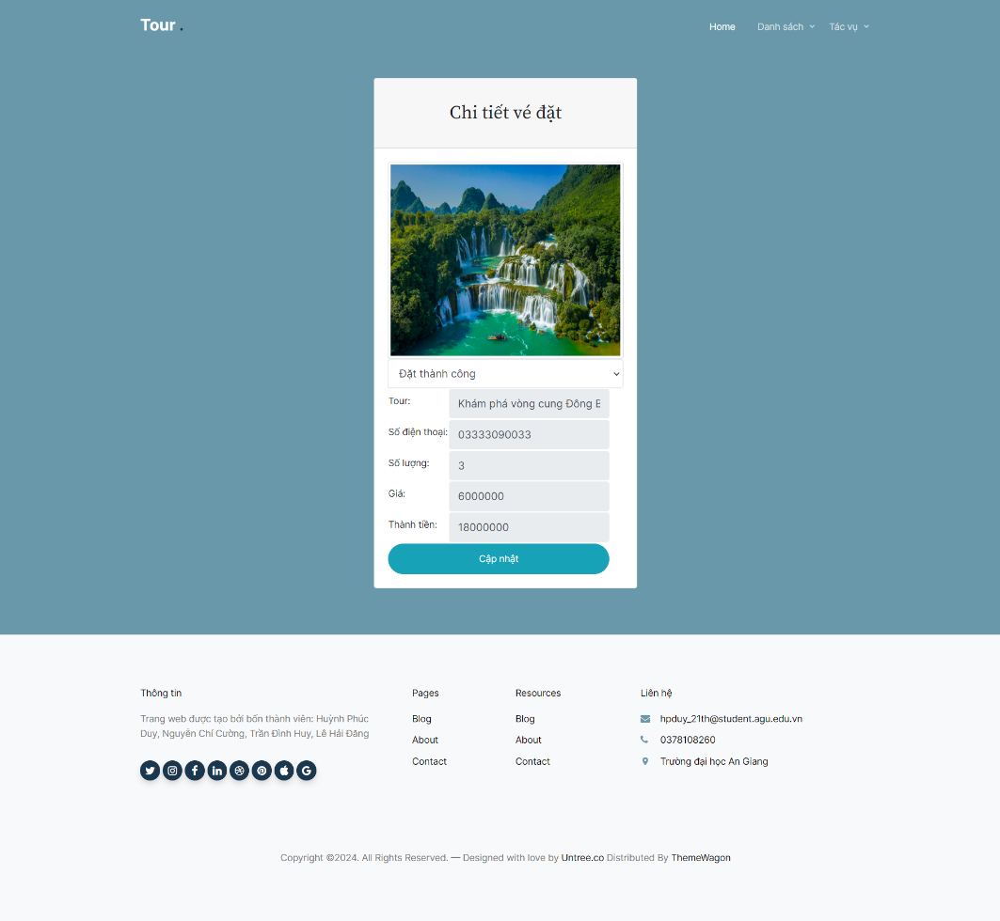 Tour .
Home Danh sách Tác vụ
Chi tiết vé đặt
Đặt thành công
Tour: Khám phá vòng cung Đông B
Số điện thoại: 03333090033
Số lượng: 3
Giá: 6000000
Thành tiền: 18000000
Cập nhật
Thông tin
Trang web được tạo bởi bốn thành viên: Huỳnh Phúc
Duy, Nguyễn Chí Cường, Trần Đình Huy, Lê Hải Đăng
Pages
Blog
About
Contact
Resources
Blog
About
Contact
Liên hệ
hpduy_21th@student.agu.edu.vn
0378108260
Trường đại học An Giang
Copyright ©2024. All Rights Reserved. — Designed with love by Untree.co Distributed By ThemeWagon